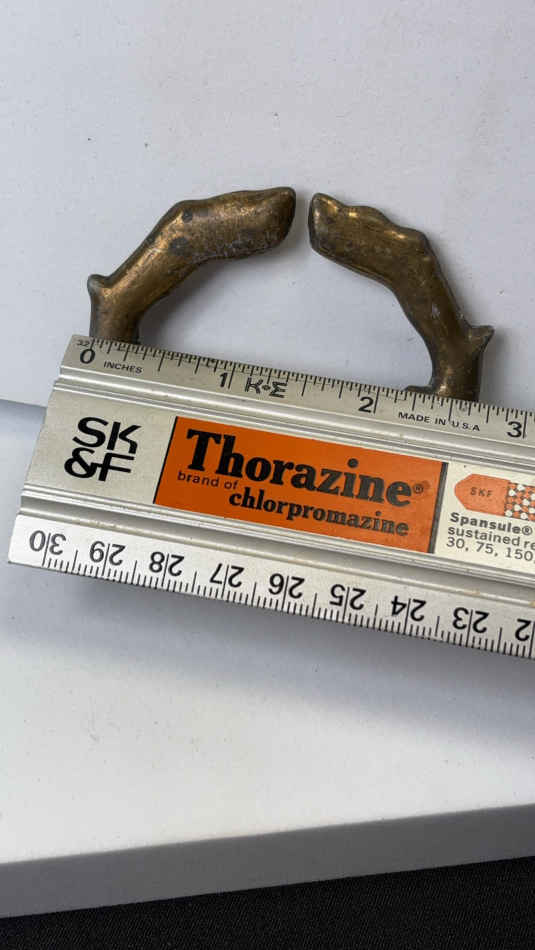 32
0 INCHES 1 K+E 2 MADE IN U.S.A 3
SK
&F
Thorazine®
brand of
chlorpromazine
SKF
Spansule®
sustained re
30, 75, 150
30 29 28 27 26 25 24 23 2